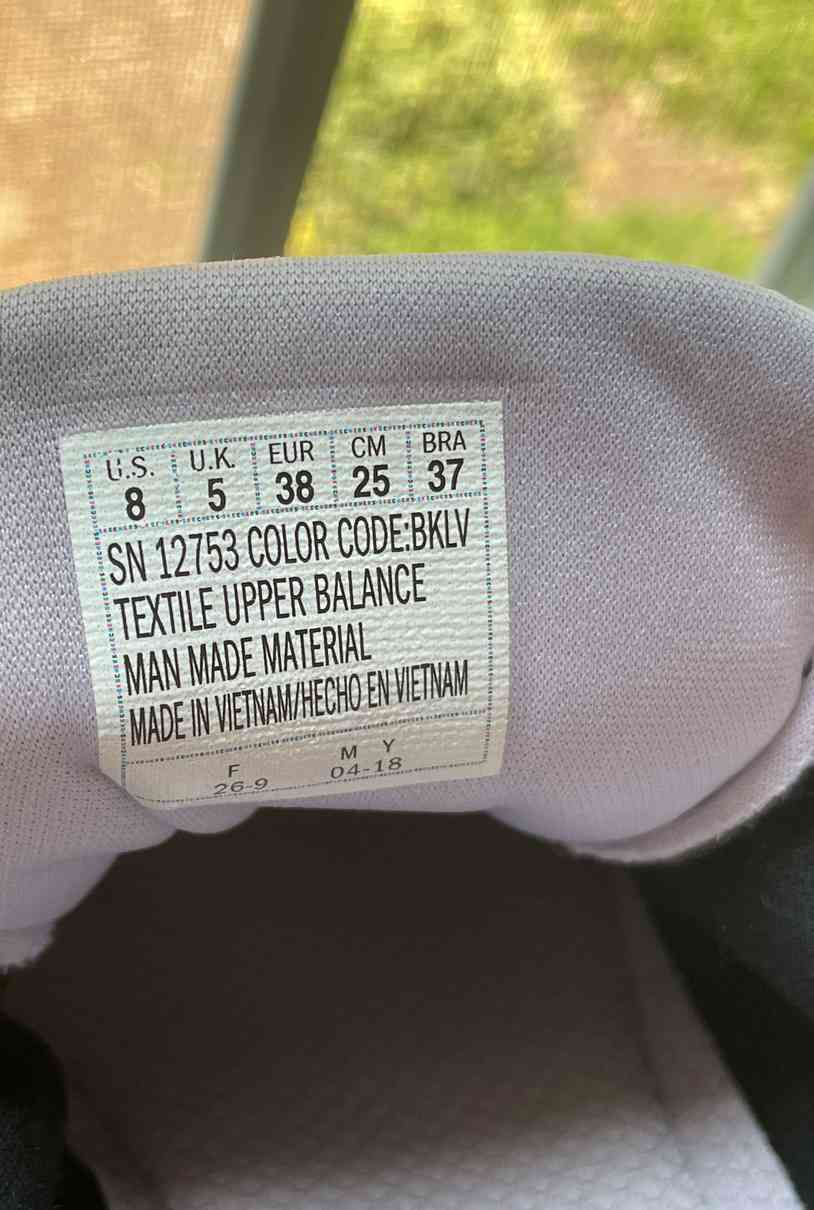 U.S. U.K. EUR CM BRA
8 5 38 25 37
SN 12753 COLOR CODE:BKLV
TEXTILE UPPER BALANCE
MAN MADE MATERIAL
MADE IN VIETNAM/HECHO EN VIETNAM
F M Y
26-9 04-18